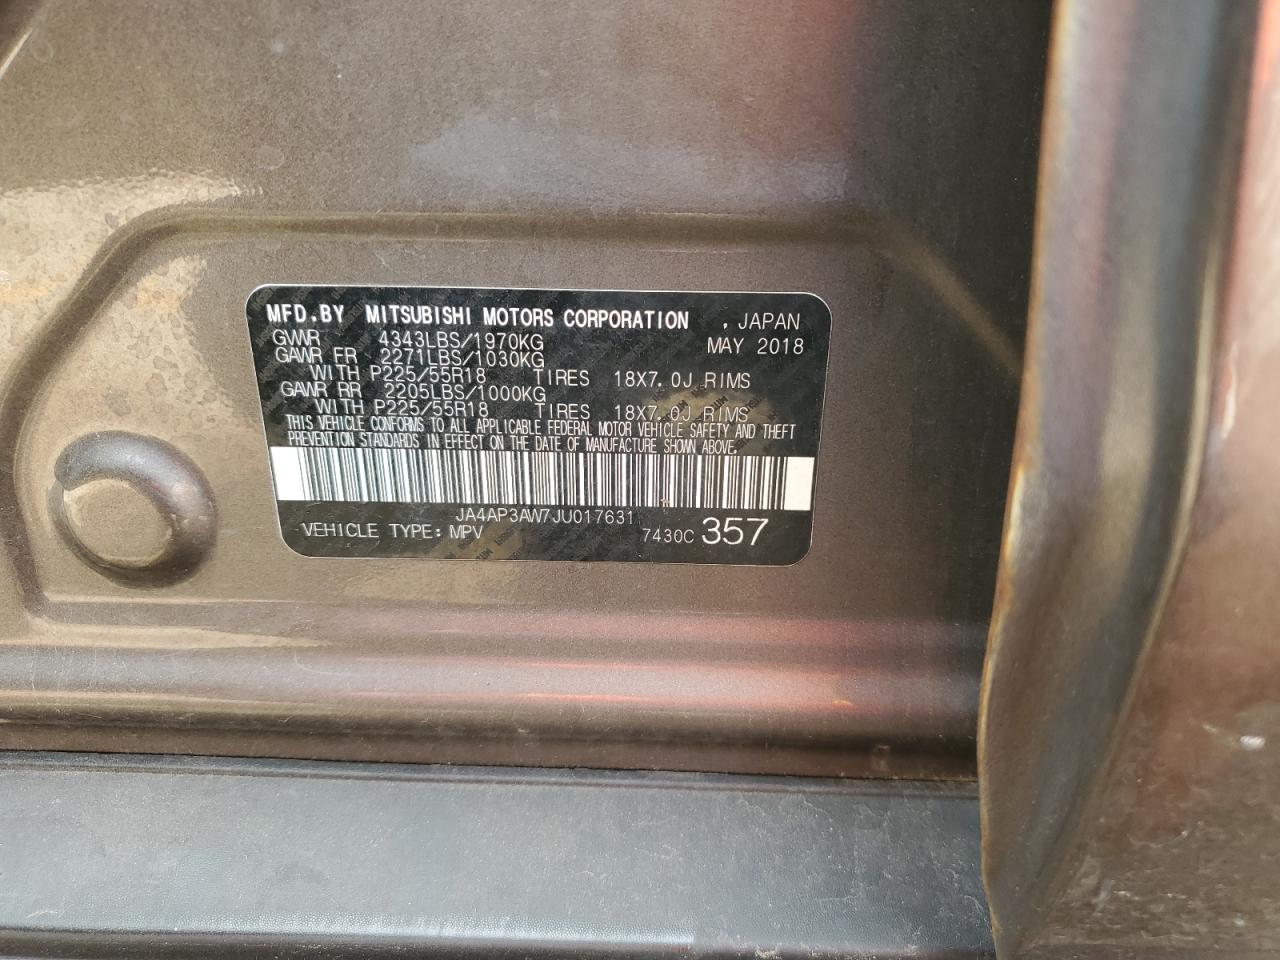 MFD.BY MITSUBISHI MOTORS CORPORATION , JAPAN
GVWR 4343LBS/1970KG MAY 2018
GAWR FR 2271LBS/1030KG
WITH P225/55R18 TIRES 18X7.0J RIMS
GAWR RR 2205LBS/1000KG
WITH P225/55R18 TIRES 18X7.0J RIMS
THIS VEHICLE CONFORMS TO ALL APPLICABLE FEDERAL MOTOR VEHICLE SAFETY AND THEFT
PREVENTION STANDARDS IN EFFECT ON THE DATE OF MANUFACTURE SHOWN ABOVE.
JA4AP3AW7JU017631
VEHICLE TYPE: MPV 7430C 357